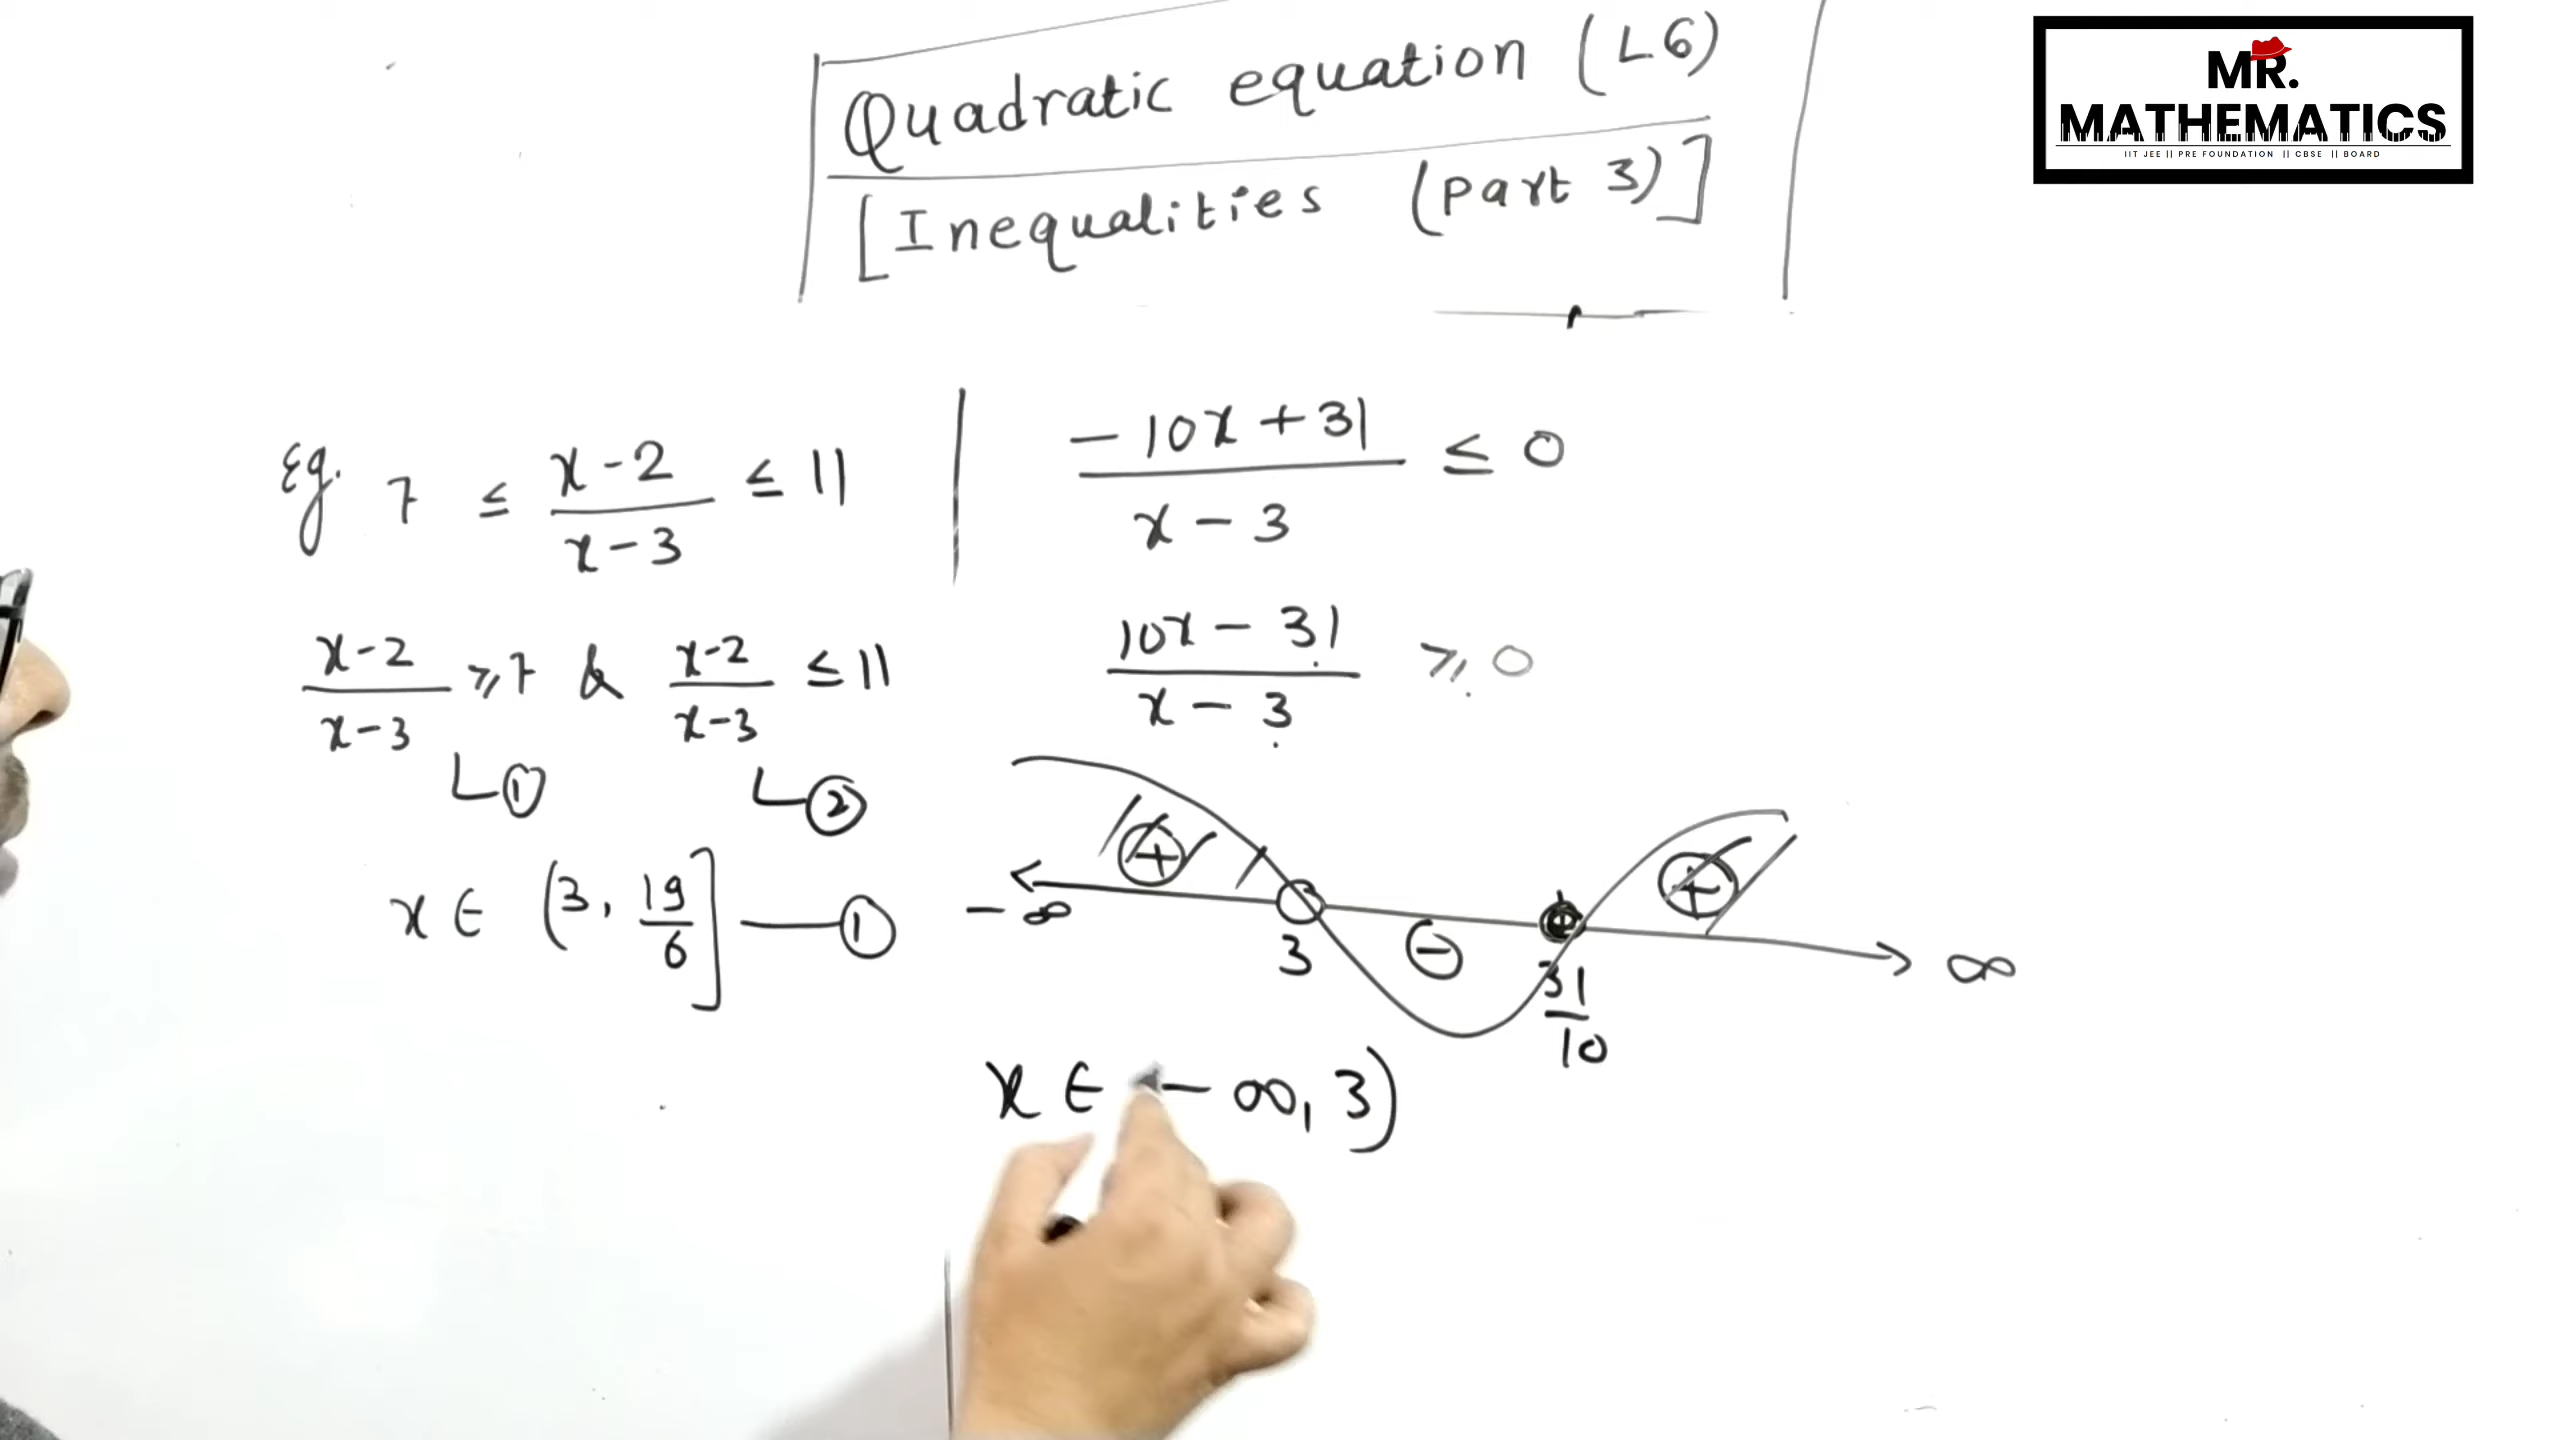 Quadratic equation (L6)
[Inequalities (part 3)]
MR.
MATHEMATICS
IIT JEE || PRE FOUNDATION || CBSE || BOARD
Eg. 7 ≤ x-2/x-3 ≤ 11
x-2/x-3 ⩾ 7 & x-2/x-3 ≤ 11
① ②
x ∈ (3, 19/6] — ①
-10x+31/x-3 ≤ 0
10x-31/x-3 ⩾ 0
+ - +
-∞ 3 31/10 ∞
x ∈ -∞, 3)